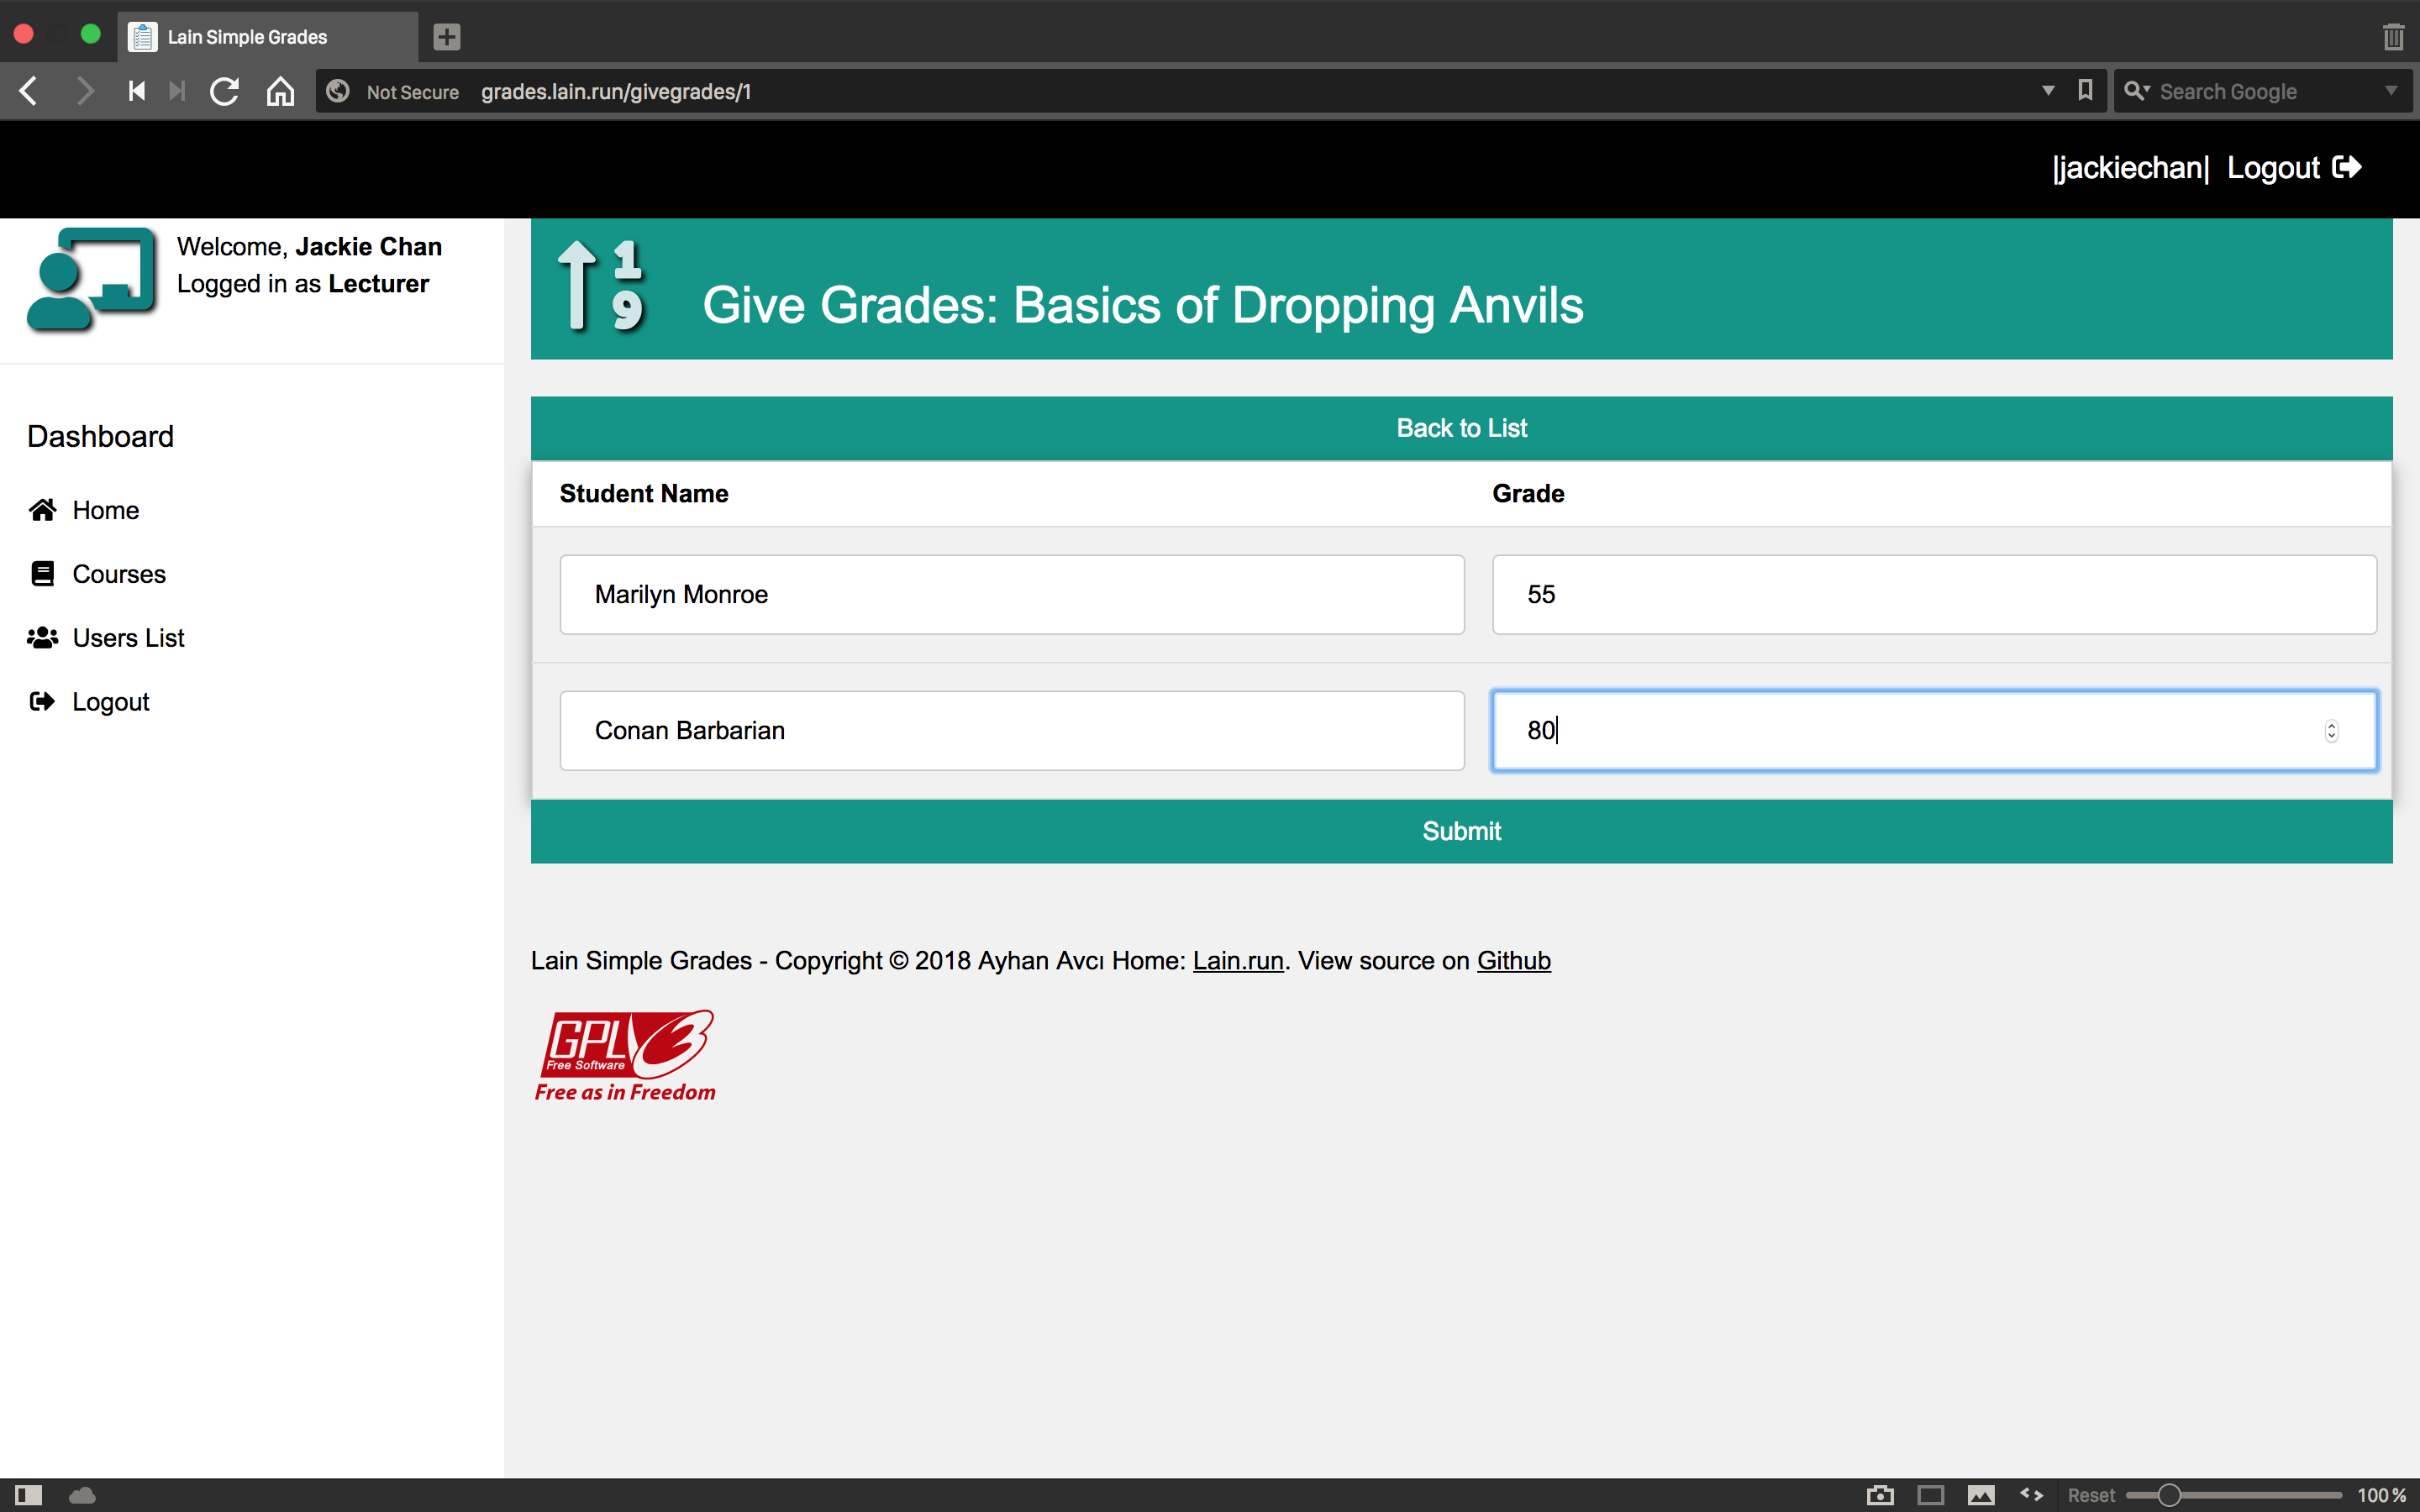 Lain Simple Grades
Not Secure grades.lain.run/givegrades/1
Search Google
|jackiechan| Logout
Welcome, Jackie Chan
Logged in as Lecturer
1
9
Give Grades: Basics of Dropping Anvils
Dashboard
Home
Courses
Users List
Logout
Back to List
Student Name Grade
Marilyn Monroe 55
Conan Barbarian 80
Submit
Lain Simple Grades - Copyright © 2018 Ayhan Avcı Home: Lain.run. View source on Github
GPLV3
Free Software
Free as in Freedom
Reset 100 %